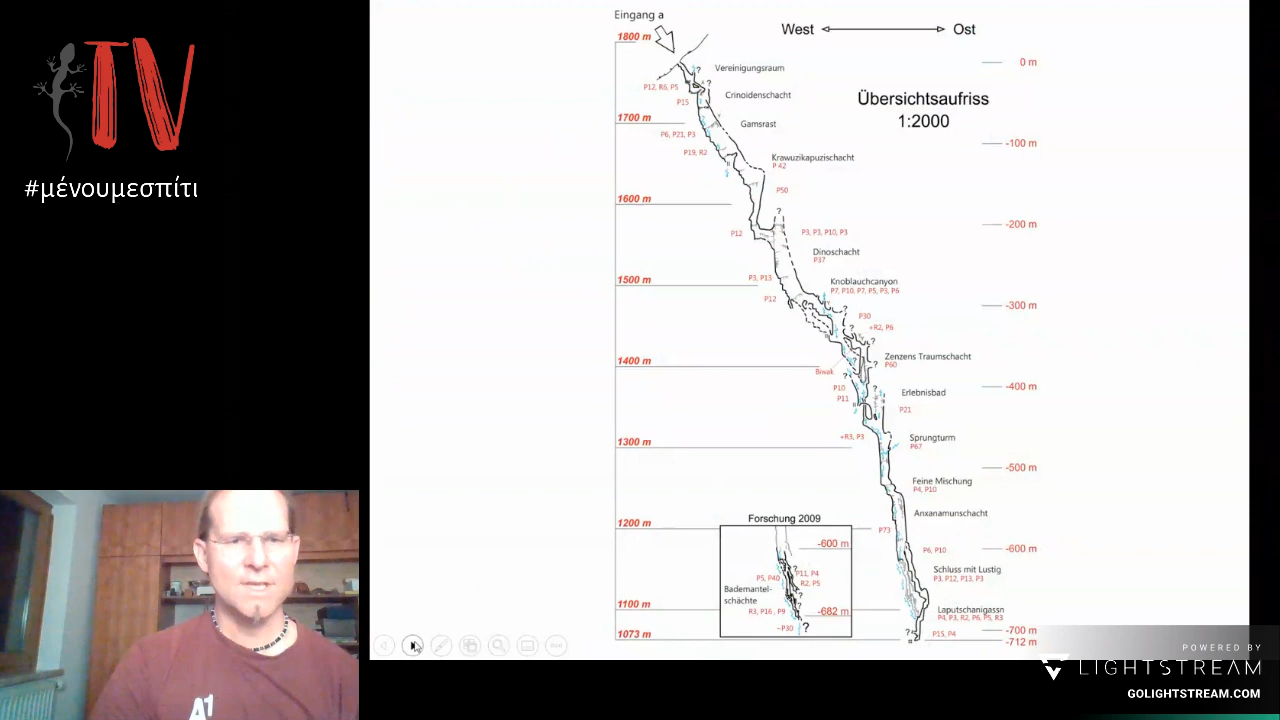 TV
#μένουμεσπίτι
Eingang a
West
Ost
Übersichtsaufriss
1:2000
1800 m
1700 m
1600 m
1500 m
1400 m
1300 m
1200 m
1100 m
1073 m
0 m
-100 m
-200 m
-300 m
-400 m
-500 m
-600 m
-700 m
-712 m
Vereinigungsraum
P12, R6, P5
Crinoidenschacht
P15
Gamsrast
P6, P21, P3
P19, R2
Krawuzikapuzischacht
P 42
P50
P12
P3, P3, P10, P3
Dinoschacht
P37
P3, P13
Knoblauchcanyon
P7, P10, P7, P5, P3, P6
P12
P30
+R2, P6
Zenzens Traumschacht
P60
Biwak
P10
P11
Erlebnisbad
P21
+R3, P3
Sprungturm
P67
Feine Mischung
P4, P10
Anxanamunschacht
P73
P6, P10
Schluss mit Lustig
P3, P12, P13, P3
Laputschanigassn
P4, P3, R2, P6, P5, R3
P15, P4
Forschung 2009
-600 m
P5, P40
P11, P4
R2, P5
Bademantel-
schächte
R3, P16 , P9
-682 m
~P30
?
A1
POWERED BY
LIGHTSTREAM
GOLIGHTSTREAM.COM